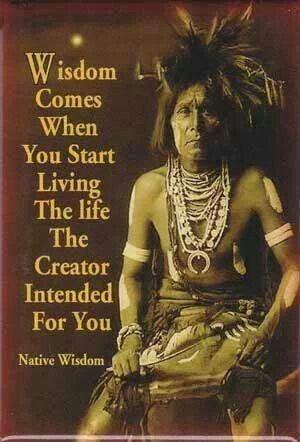 Wisdom
Comes
When
You Start
Living
The life
The
Creator
Intended
For You
Native Wisdom